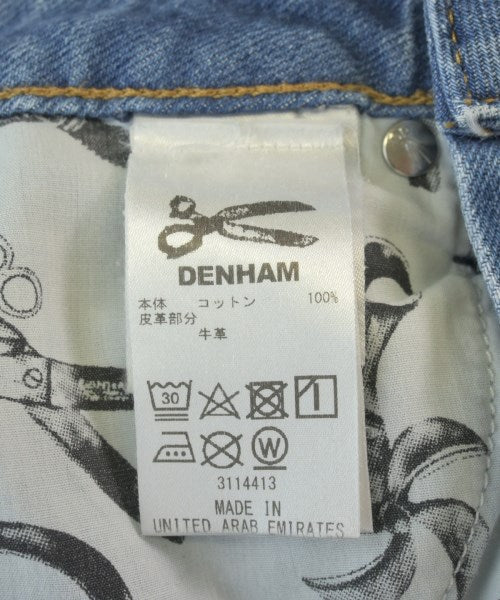 DENHAM
本体 コットン 100%
皮革部分
牛革
30
W
3114413
MADE IN
UNITED ARAB EMIRATES